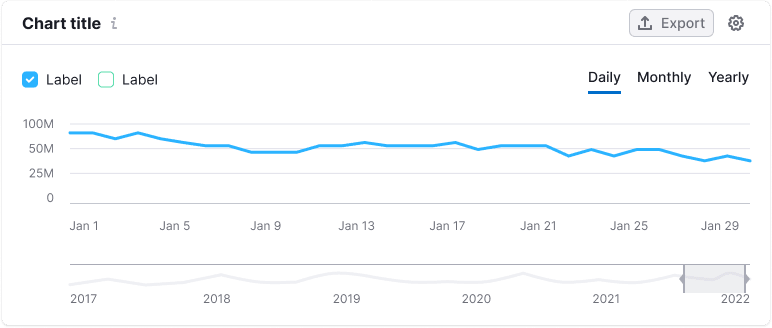 Chart title i Export
Label Label Daily Monthly Yearly
100M
50M
25M
0
Jan 1 Jan 5 Jan 9 Jan 13 Jan 17 Jan 21 Jan 25 Jan 29
2017 2018 2019 2020 2021 2022